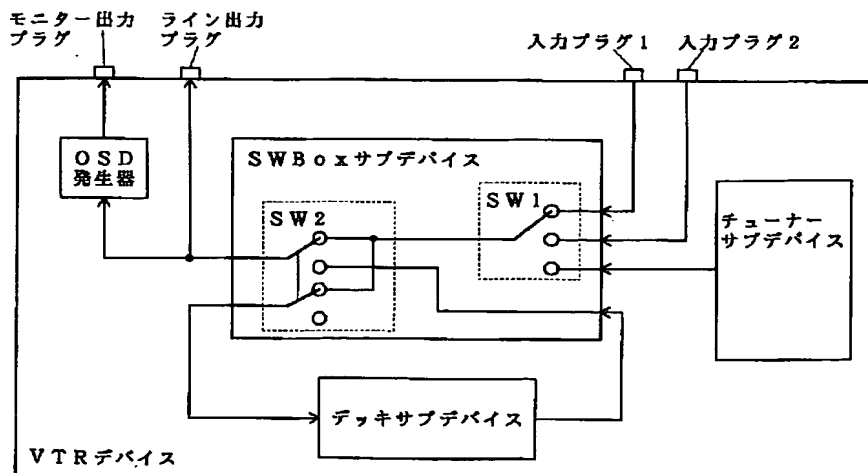 モニター出力
プラグ
ライン出力
プラグ
入力プラグ1
入力プラグ2
OSD
発生器
SWBoxサブデバイス
SW1
SW2
チューナー
サブデバイス
デッキサブデバイス
VTRデバイス